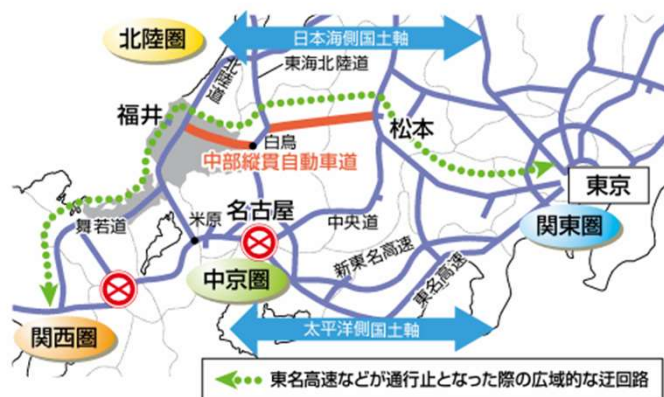 北陸圏
日本海側国土軸
北陸道
東海北陸道
福井
松本
白鳥
中部縦貫自動車道
東京
舞若道
米原
名古屋
中央道
関東圏
新東名高速
東名高速
中京圏
関西圏
太平洋側国土軸
東名高速などが通行止となった際の広域的な迂回路